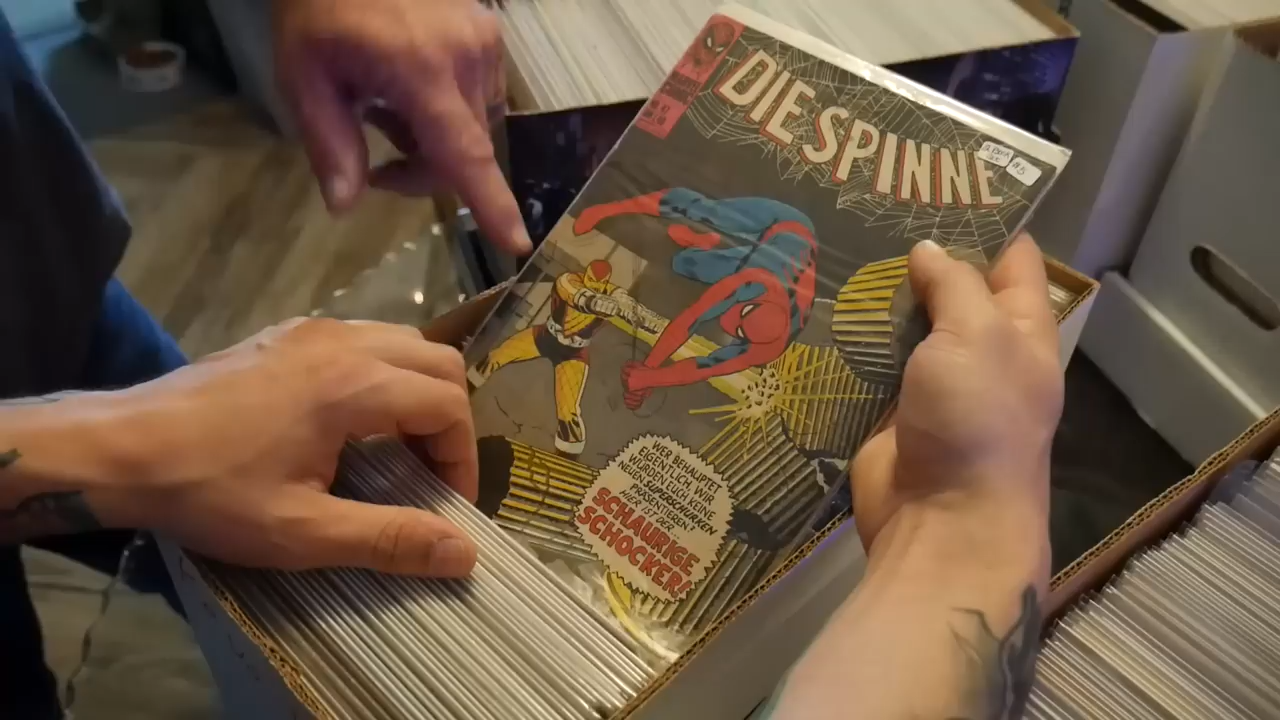 DIE SPINNE
WER BEHAUPTET
EIGENTLICH, WIR
WÜRDEN EUCH KEINE
NEUEN SUPERSCHURKEN
PRÄSENTIEREN?
HIER IST DER...
SCHAURIGE
SCHOCKER!